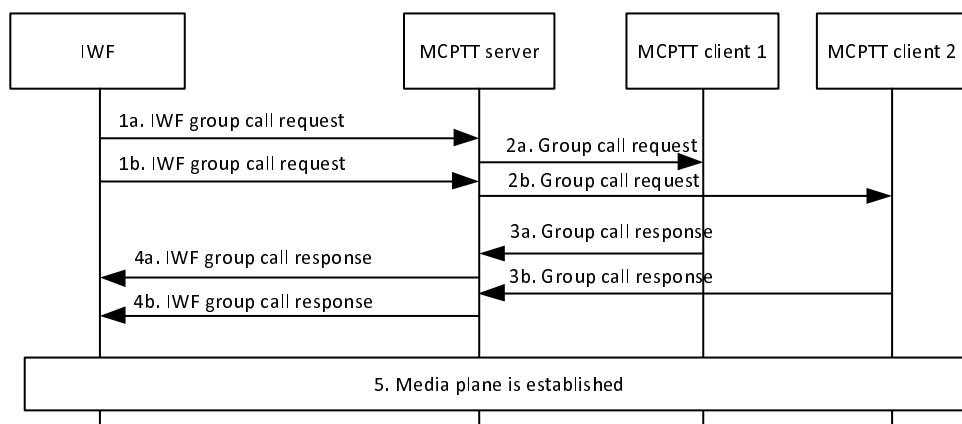 IWF
MCPTT server
MCPTT client 1
MCPTT client 2
1a. IWF group call request
2a. Group call request
1b. IWF group call request
2b. Group call request
3a. Group call response
4a. IWF group call response
3b. Group call response
4b. IWF group call response
5. Media plane is established